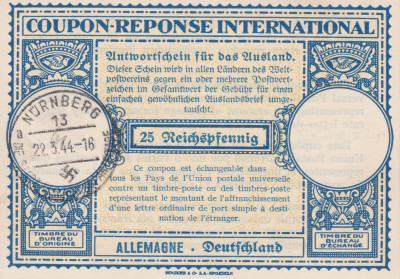 COUPON-REPONSE INTERNATIONAL
Antwortschein für das Ausland.
Dieser Schein wird in allen Ländern des Welt-
postvereins gegen ein oder mehrere Postwert-
zeichen im Gesamtwert der Gebühr für einen
einfachen gewöhnlichen Auslandsbrief umge-
tauscht.
NÜRNBERG
13
22.3.44-16
a
25 Reichspfennig
Ce coupon est échangeable dans
tous les Pays de l'Union postale universelle
contre un timbre-poste ou des timbres-poste
représentant le montant de l'affranchissement
d'une lettre ordinaire de port simple à destina-
tion de l'étranger.
TIMBRE DU
BUREAU
D'ORIGINE
TIMBRE DU
BUREAU
D'ÉCHANGE
ALLEMAGNE - Deutschland